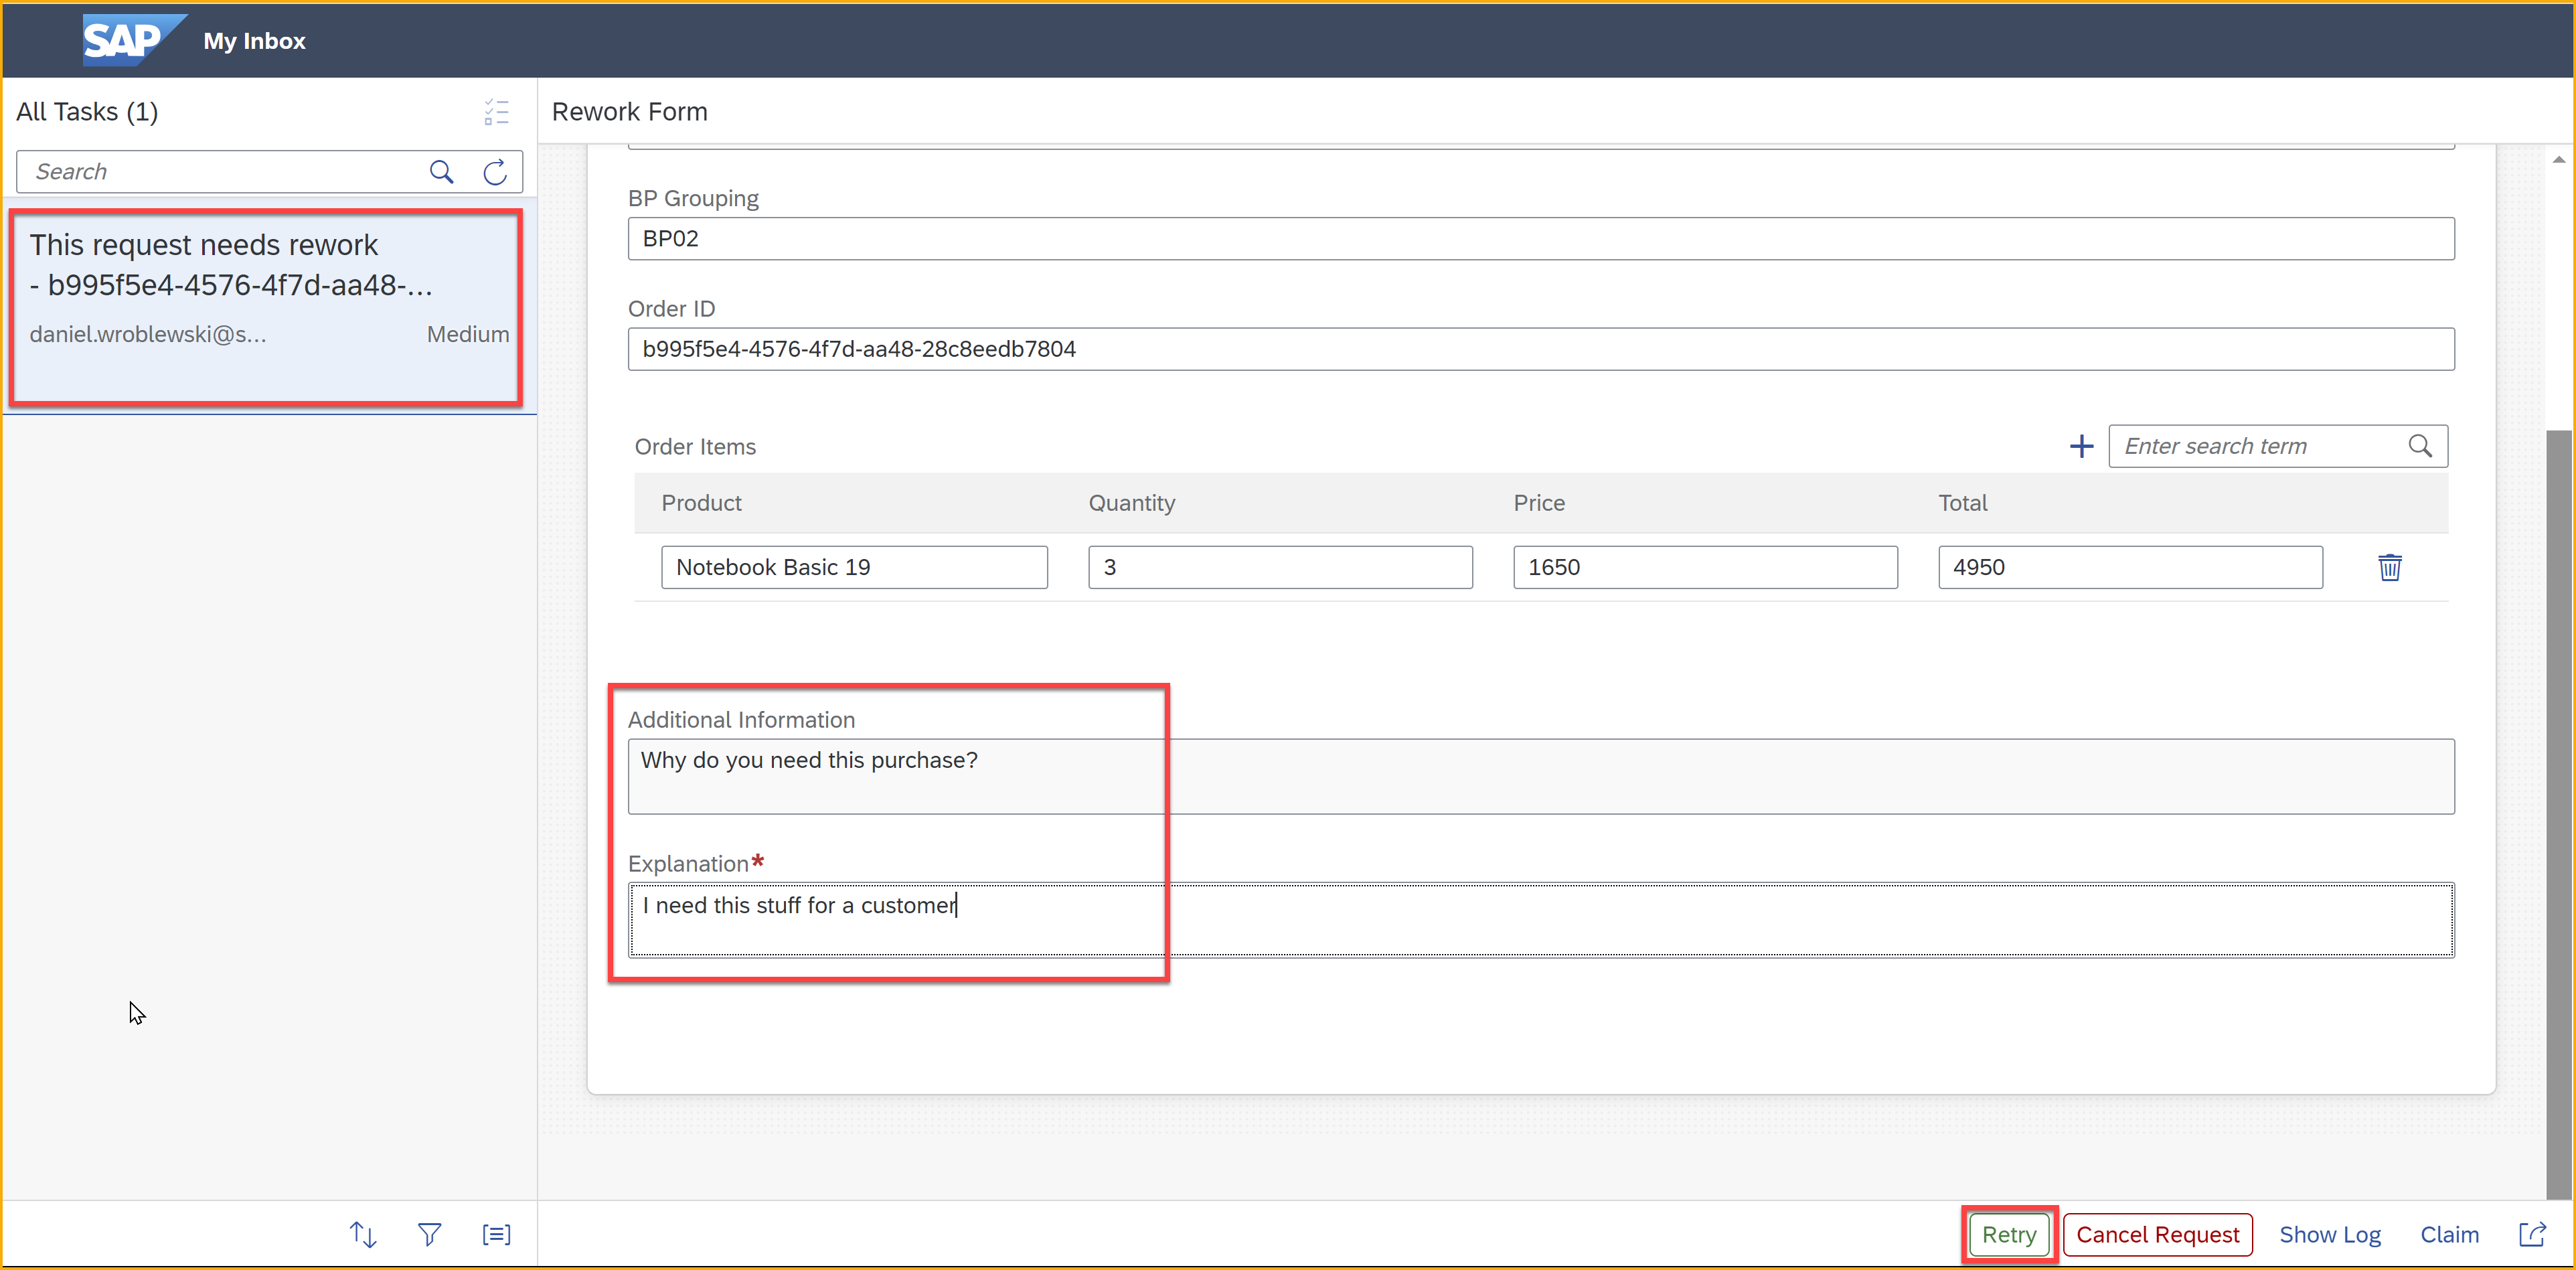 SAP My Inbox
All Tasks (1)
Search
This request needs rework
- b995f5e4-4576-4f7d-aa48-...
daniel.wroblewski@s... Medium
Rework Form
BP Grouping
BP02
Order ID
b995f5e4-4576-4f7d-aa48-28c8eedb7804
Order Items
Enter search term
Product Quantity Price Total
Notebook Basic 19 3 1650 4950
Additional Information
Why do you need this purchase?
Explanation*
I need this stuff for a customer
Retry Cancel Request Show Log Claim